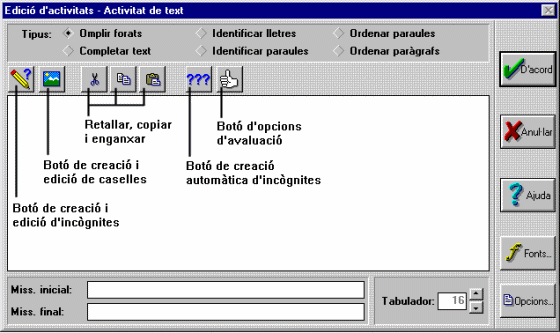 Edició d'activitats - Activitat de text
Tipus: Omplir forats Identificar lletres Ordenar paraules
Completar text Identificar paraules Ordenar paràgrafs
D'acord
???
Retallar, copiar
i enganxar
Botó d'opcions
d'avaluació
Anul·lar
Botó de creació i
edició de caselles
Botó de creació
automàtica d'incògnites
Ajuda
Botó de creació i
edició d'incògnites
Fonts...
Miss. inicial:
Miss. final:
Tabulador: 16
Opcions...